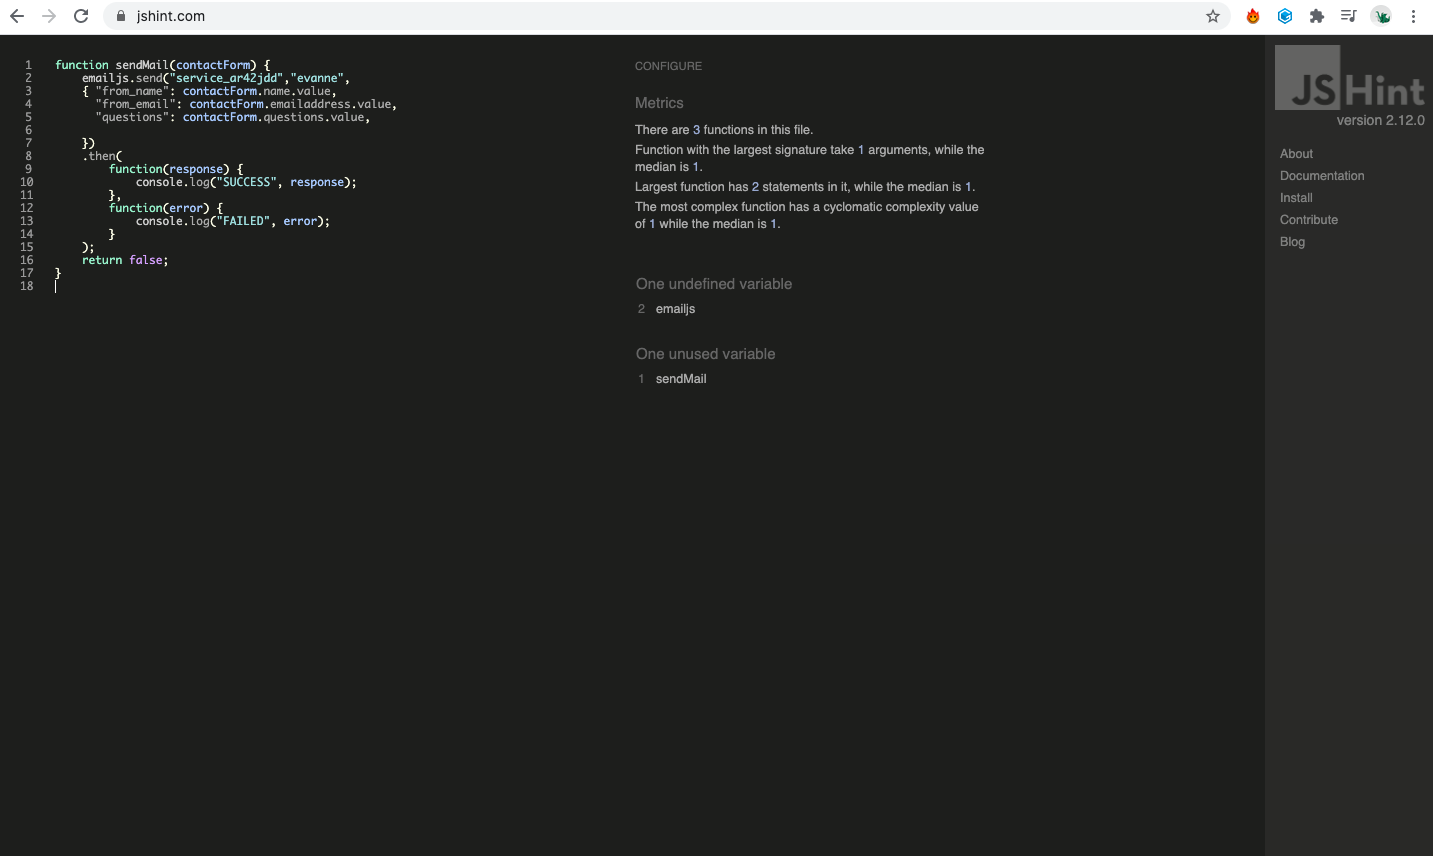 jshint.com
1 function sendMail(contactForm) {
2 emailjs.send("service_ar42jdd","evanne",
3 { "from_name": contactForm.name.value,
4 "from_email": contactForm.emailaddress.value,
5 "questions": contactForm.questions.value,
6
7 })
8 .then(
9 function(response) {
10 console.log("SUCCESS", response);
11 },
12 function(error) {
13 console.log("FAILED", error);
14 }
15 );
16 return false;
17 }
18
CONFIGURE
Metrics
There are 3 functions in this file.
Function with the largest signature take 1 arguments, while the
median is 1.
Largest function has 2 statements in it, while the median is 1.
The most complex function has a cyclomatic complexity value
of 1 while the median is 1.
One undefined variable
2 emailjs
One unused variable
1 sendMail
JSHint
version 2.12.0
About
Documentation
Install
Contribute
Blog